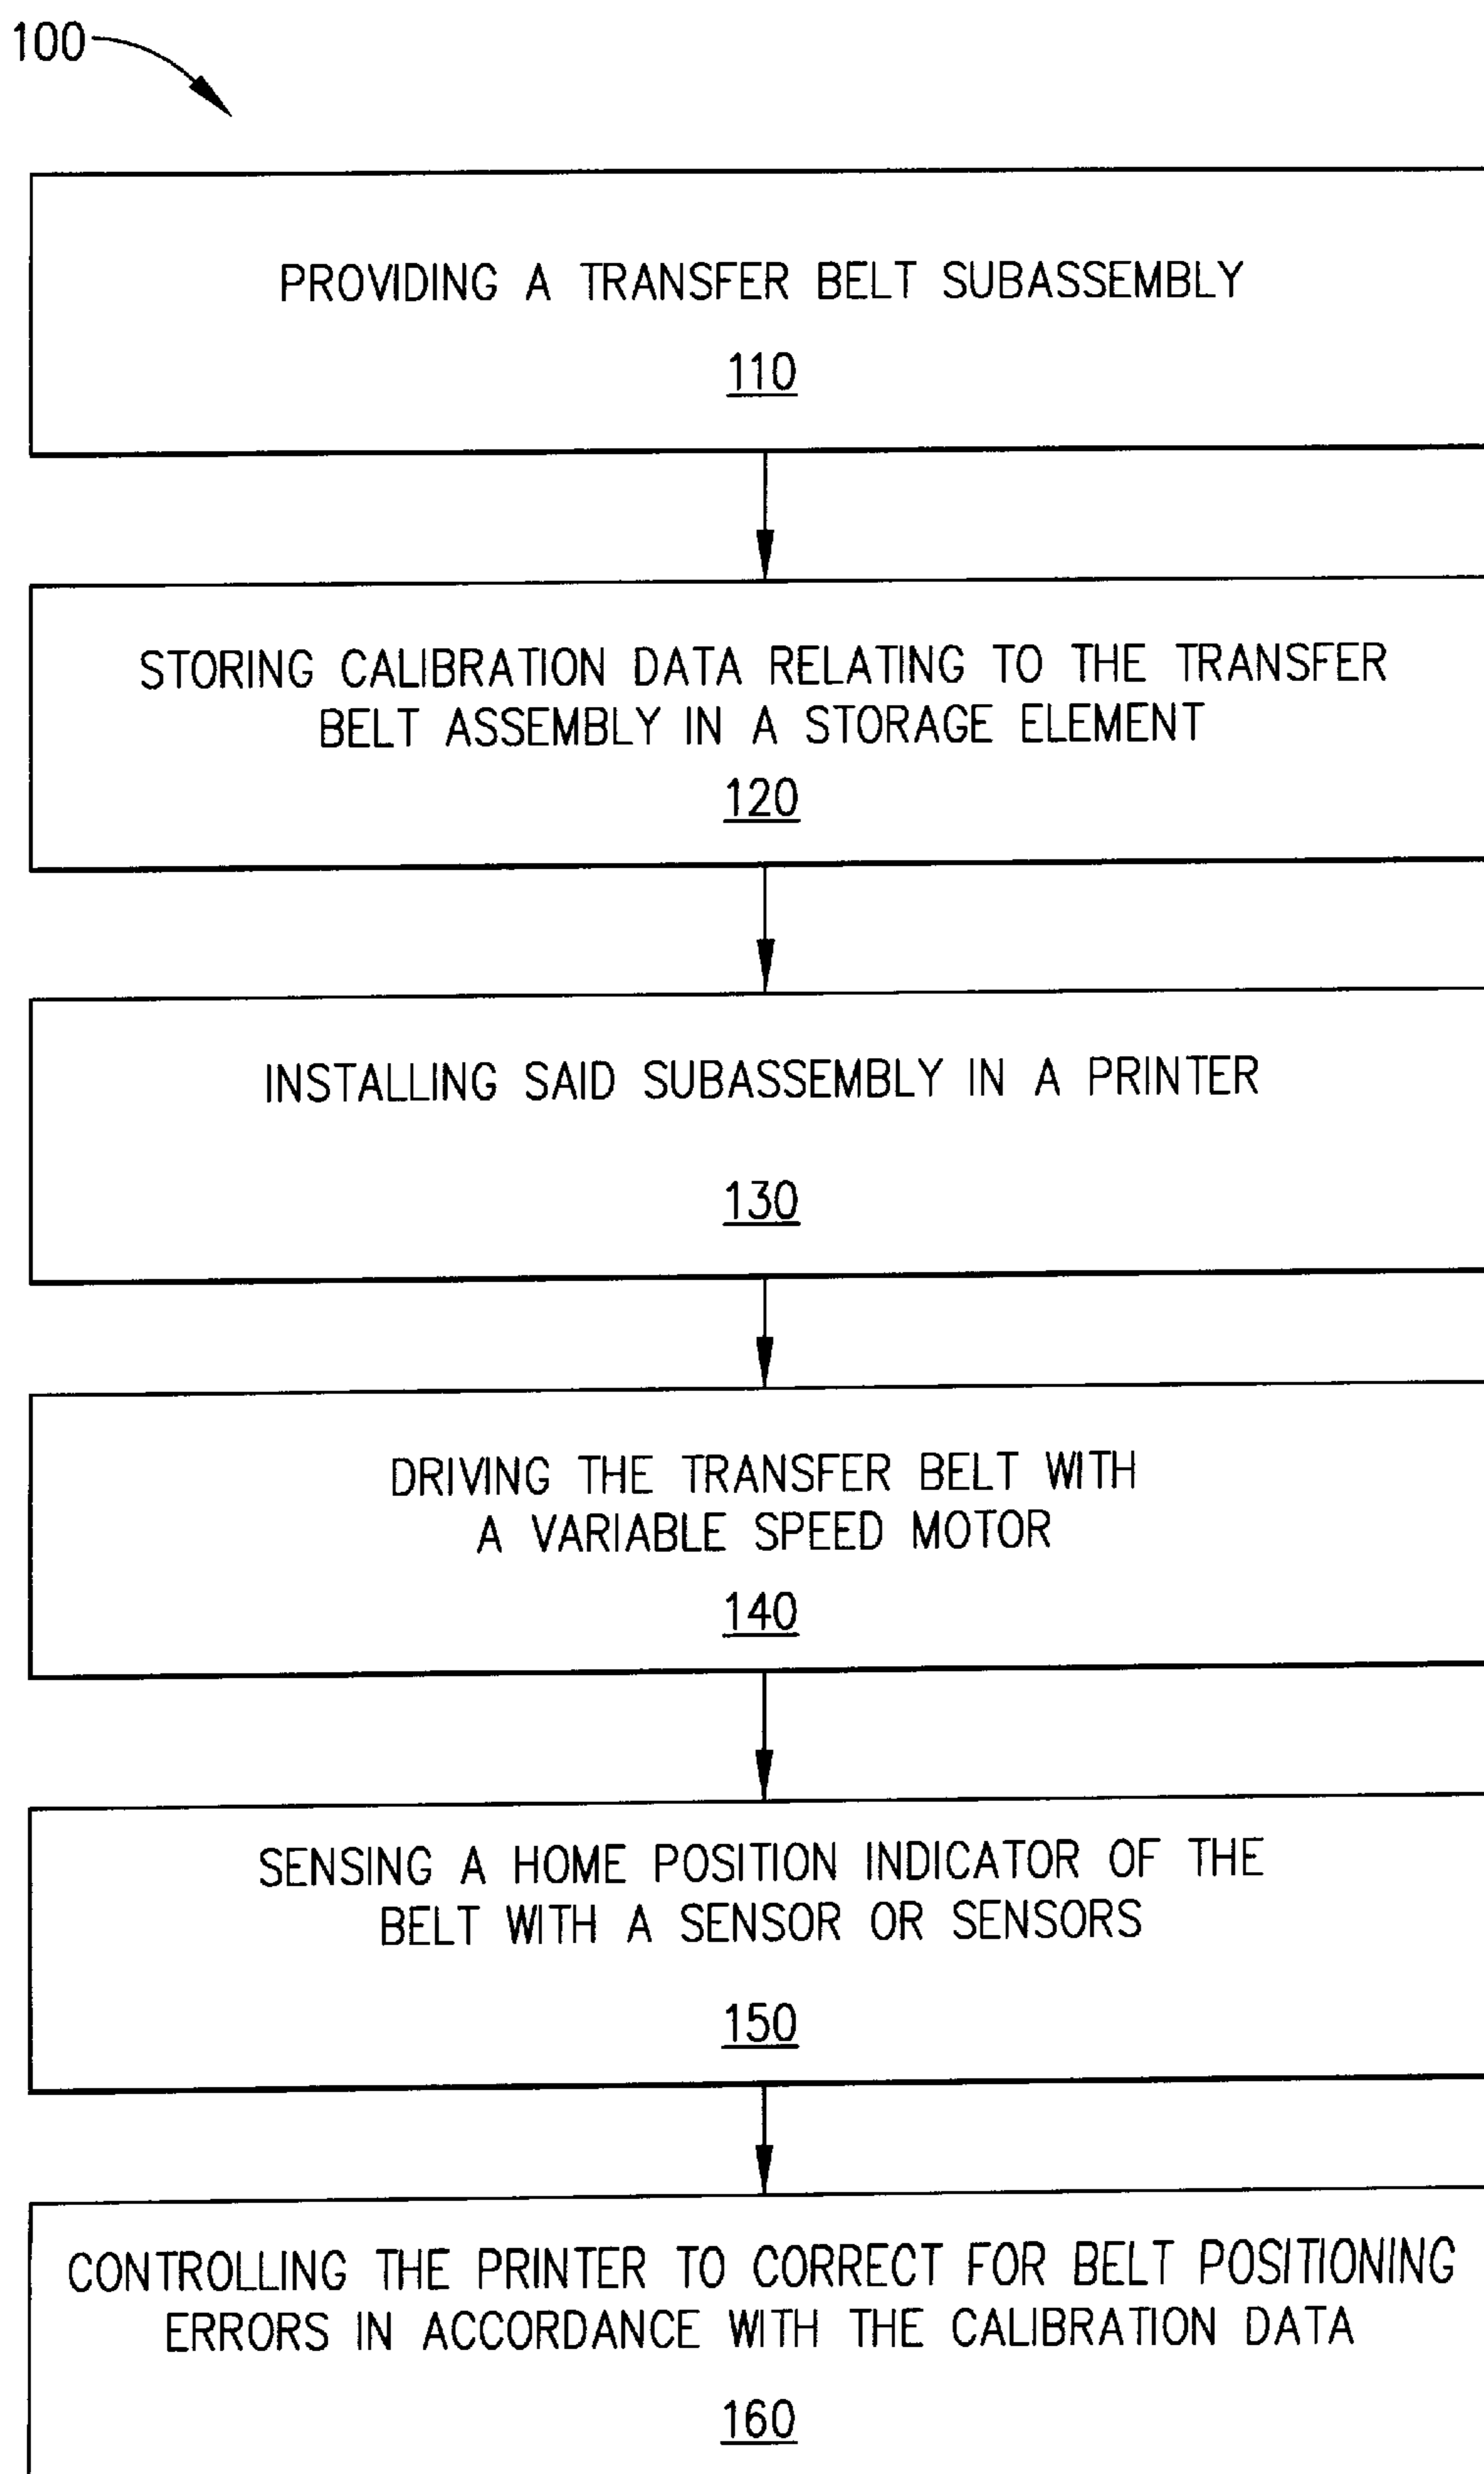 100
PROVIDING A TRANSFER BELT SUBASSEMBLY
110
STORING CALIBRATION DATA RELATING TO THE TRANSFER
BELT ASSEMBLY IN A STORAGE ELEMENT
120
INSTALLING SAID SUBASSEMBLY IN A PRINTER
130
DRIVING THE TRANSFER BELT WITH
A VARIABLE SPEED MOTOR
140
SENSING A HOME POSITION INDICATOR OF THE
BELT WITH A SENSOR OR SENSORS
150
CONTROLLING THE PRINTER TO CORRECT FOR BELT POSITIONING
ERRORS IN ACCORDANCE WITH THE CALIBRATION DATA
160